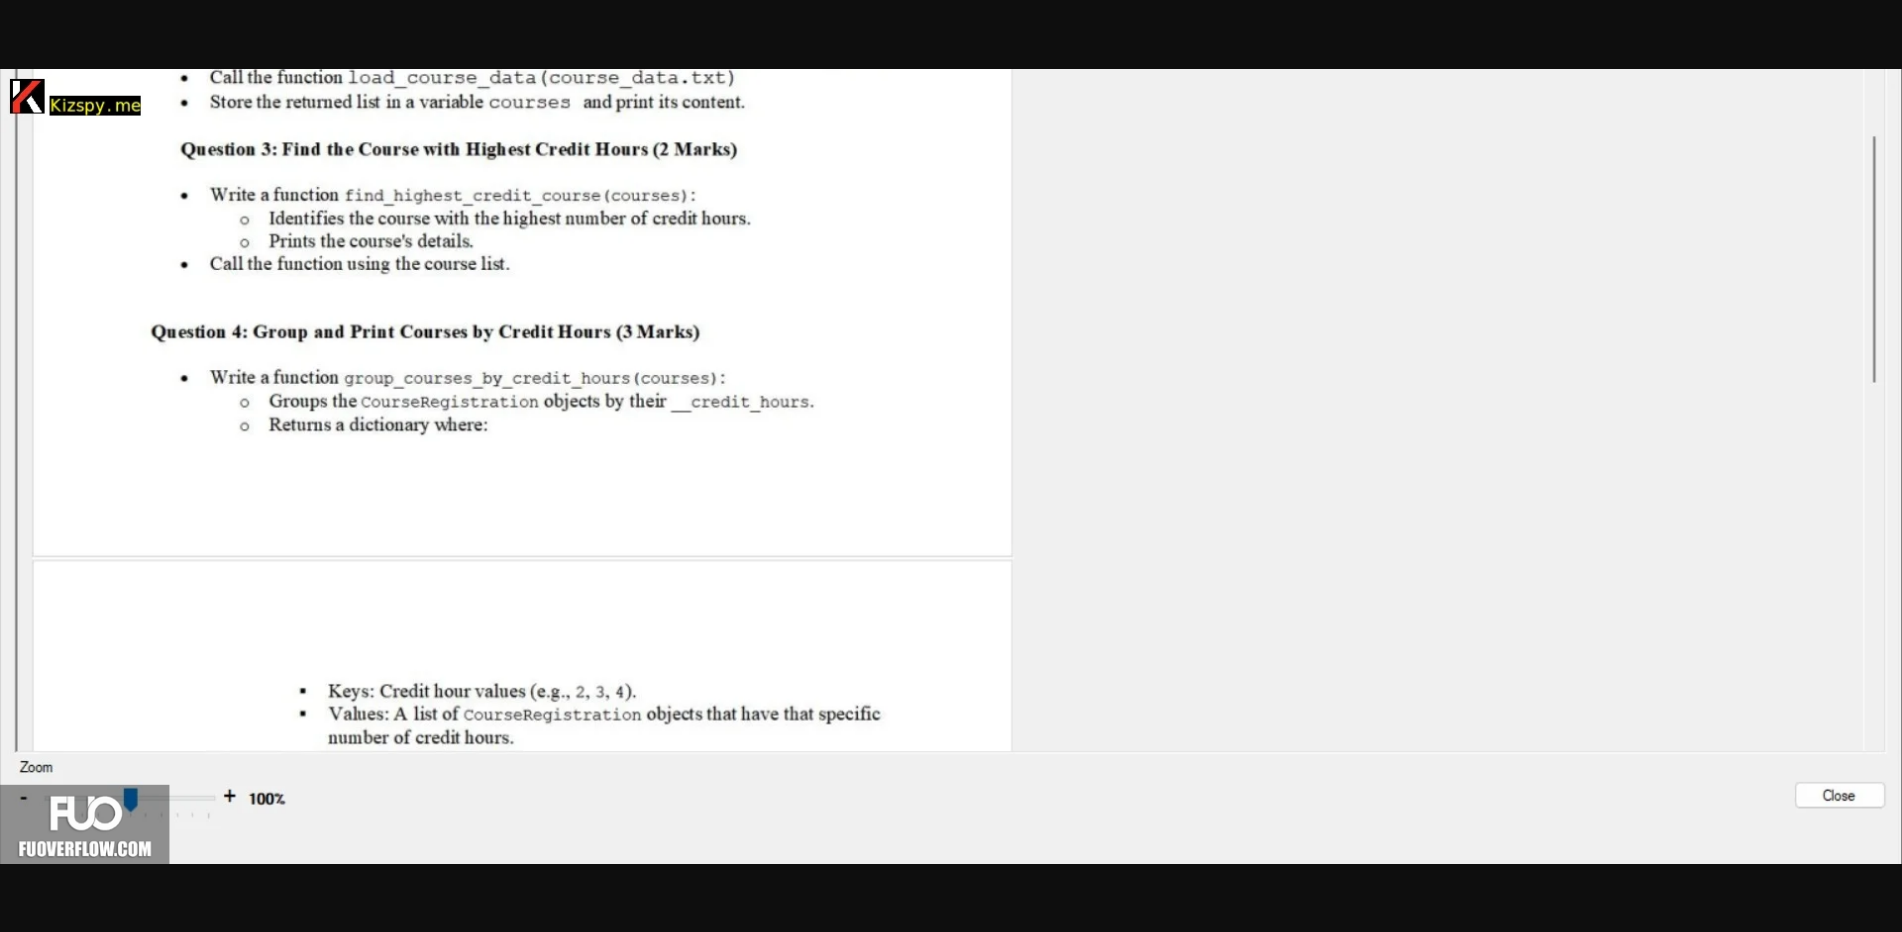 • Call the function load_course_data(course_data.txt)
Kizspy.me
• Store the returned list in a variable courses and print its content.
Question 3: Find the Course with Highest Credit Hours (2 Marks)
• Write a function find_highest_credit_course(courses):
o Identifies the course with the highest number of credit hours.
o Prints the course's details.
• Call the function using the course list.
Question 4: Group and Print Courses by Credit Hours (3 Marks)
• Write a function group_courses_by_credit_hours(courses):
o Groups the CourseRegistration objects by their __credit_hours.
o Returns a dictionary where:
▪ Keys: Credit hour values (e.g., 2, 3, 4).
▪ Values: A list of CourseRegistration objects that have that specific
number of credit hours.
Zoom
- + 100%
Close
FUO
FUOVERFLOW.COM